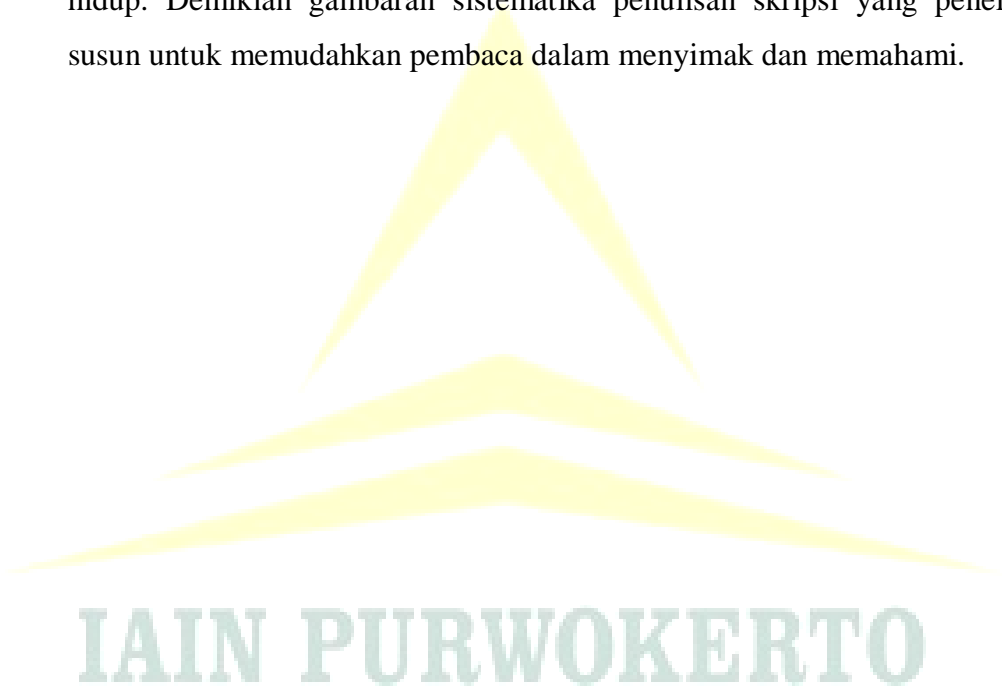 hidup. Demikian gambaran sistematika penulisan skripsi yang
susun untuk memudahkan pembaca dalam menyimak dan memahami.
IAIN PURWOKERTO